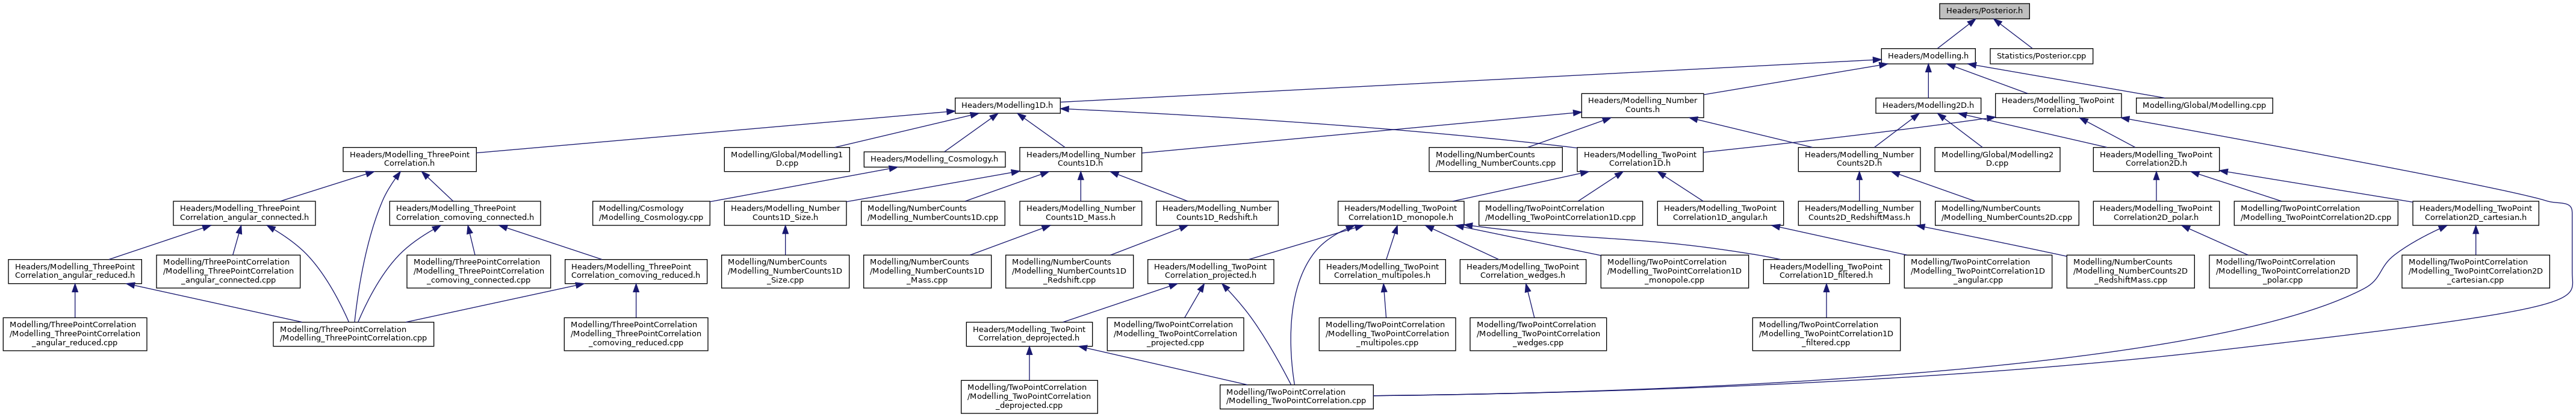 Headers/Posterior.h
Headers/Modelling.h
Statistics/Posterior.cpp
Headers/Modelling1D.h
Headers/Modelling_Number
Counts.h
Headers/Modelling2D.h
Headers/Modelling_TwoPoint
Correlation.h
Modelling/Global/Modelling.cpp
Headers/Modelling_ThreePoint
Correlation.h
Modelling/Global/Modelling1
D.cpp
Headers/Modelling_Cosmology.h
Headers/Modelling_Number
Counts1D.h
Modelling/NumberCounts
/Modelling_NumberCounts.cpp
Headers/Modelling_TwoPoint
Correlation1D.h
Headers/Modelling_Number
Counts2D.h
Modelling/Global/Modelling2
D.cpp
Headers/Modelling_TwoPoint
Correlation2D.h
Headers/Modelling_ThreePoint
Correlation_angular_connected.h
Headers/Modelling_ThreePoint
Correlation_comoving_connected.h
Modelling/Cosmology
/Modelling_Cosmology.cpp
Headers/Modelling_Number
Counts1D_Size.h
Modelling/NumberCounts
/Modelling_NumberCounts1D.cpp
Headers/Modelling_Number
Counts1D_Mass.h
Headers/Modelling_Number
Counts1D_Redshift.h
Headers/Modelling_TwoPoint
Correlation1D_monopole.h
Modelling/TwoPointCorrelation
/Modelling_TwoPointCorrelation1D.cpp
Headers/Modelling_TwoPoint
Correlation1D_angular.h
Headers/Modelling_Number
Counts2D_RedshiftMass.h
Modelling/NumberCounts
/Modelling_NumberCounts2D.cpp
Headers/Modelling_TwoPoint
Correlation2D_polar.h
Modelling/TwoPointCorrelation
/Modelling_TwoPointCorrelation2D.cpp
Headers/Modelling_TwoPoint
Correlation2D_cartesian.h
Headers/Modelling_ThreePoint
Correlation_angular_reduced.h
Modelling/ThreePointCorrelation
/Modelling_ThreePointCorrelation
_angular_connected.cpp
Modelling/ThreePointCorrelation
/Modelling_ThreePointCorrelation
_comoving_connected.cpp
Headers/Modelling_ThreePoint
Correlation_comoving_reduced.h
Modelling/NumberCounts
/Modelling_NumberCounts1D
_Size.cpp
Modelling/NumberCounts
/Modelling_NumberCounts1D
_Mass.cpp
Modelling/NumberCounts
/Modelling_NumberCounts1D
_Redshift.cpp
Headers/Modelling_TwoPoint
Correlation_projected.h
Headers/Modelling_TwoPoint
Correlation_multipoles.h
Headers/Modelling_TwoPoint
Correlation_wedges.h
Modelling/TwoPointCorrelation
/Modelling_TwoPointCorrelation1D
_monopole.cpp
Headers/Modelling_TwoPoint
Correlation1D_filtered.h
Modelling/TwoPointCorrelation
/Modelling_TwoPointCorrelation1D
_angular.cpp
Modelling/NumberCounts
/Modelling_NumberCounts2D
_RedshiftMass.cpp
Modelling/TwoPointCorrelation
/Modelling_TwoPointCorrelation2D
_polar.cpp
Modelling/TwoPointCorrelation
/Modelling_TwoPointCorrelation2D
_cartesian.cpp
Modelling/ThreePointCorrelation
/Modelling_ThreePointCorrelation
_angular_reduced.cpp
Modelling/ThreePointCorrelation
/Modelling_ThreePointCorrelation.cpp
Modelling/ThreePointCorrelation
/Modelling_ThreePointCorrelation
_comoving_reduced.cpp
Headers/Modelling_TwoPoint
Correlation_deprojected.h
Modelling/TwoPointCorrelation
/Modelling_TwoPointCorrelation
_projected.cpp
Modelling/TwoPointCorrelation
/Modelling_TwoPointCorrelation
_multipoles.cpp
Modelling/TwoPointCorrelation
/Modelling_TwoPointCorrelation
_wedges.cpp
Modelling/TwoPointCorrelation
/Modelling_TwoPointCorrelation1D
_filtered.cpp
Modelling/TwoPointCorrelation
/Modelling_TwoPointCorrelation
_deprojected.cpp
Modelling/TwoPointCorrelation
/Modelling_TwoPointCorrelation.cpp